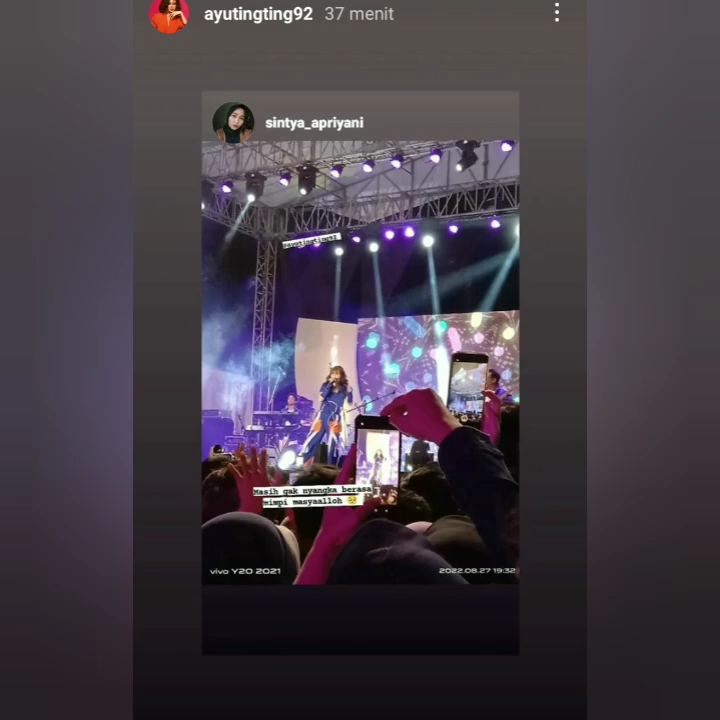 ayutingting92 37 menit
sintya_apriyani
Masih gak nyangka berasa
mimpi masyaalloh 🥺
vivo Y20 2021
2022.08.27 19:32